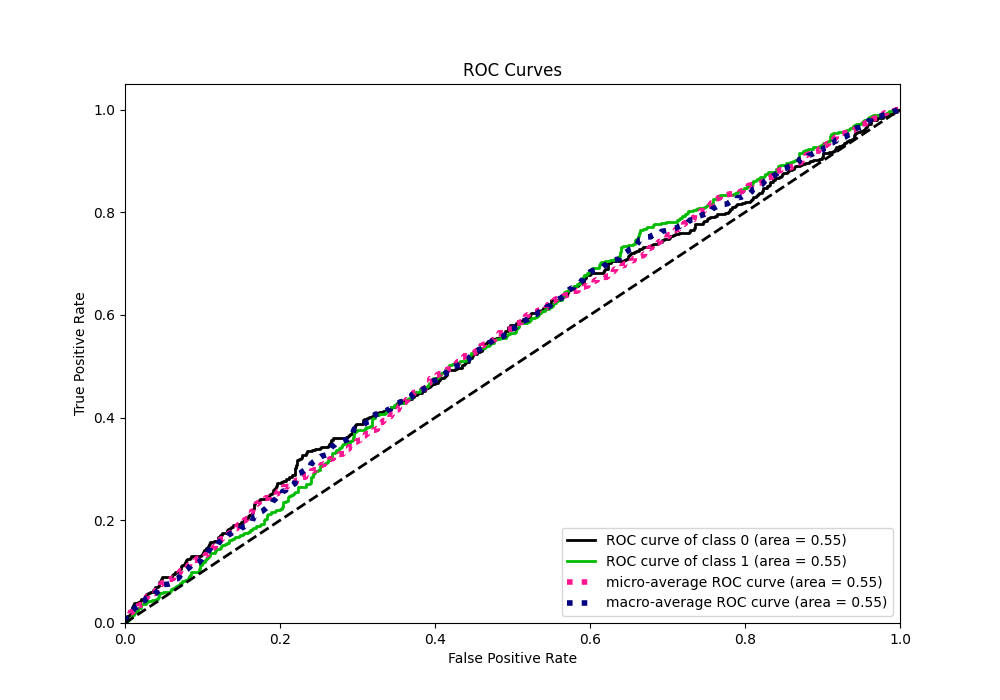 ROC Curves
True Positive Rate
1.0
0.8
0.6
0.4
0.2
0.0
ROC curve of class 0 (area = 0.55)
ROC curve of class 1 (area = 0.55)
micro-average ROC curve (area = 0.55)
macro-average ROC curve (area = 0.55)
0.0 0.2 0.4 0.6 0.8 1.0
False Positive Rate